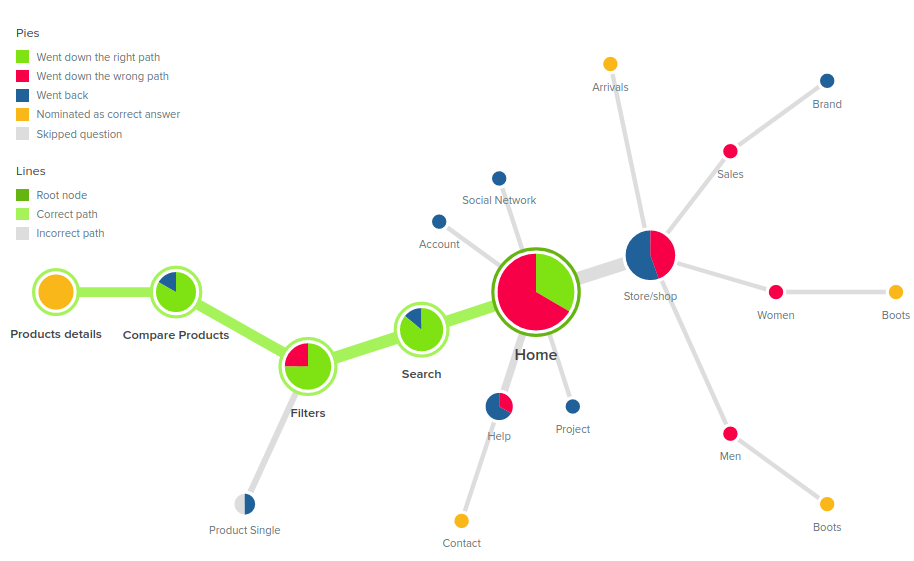 Pies
Went down the right path
Went down the wrong path
Went back
Nominated as correct answer
Skipped question
Lines
Root node
Correct path
Incorrect path
Arrivals
Brand
Sales
Social Network
Account
Store/shop
Women
Boots
Products details
Compare Products
Home
Search
Filters
Help
Project
Men
Product Single
Contact
Boots